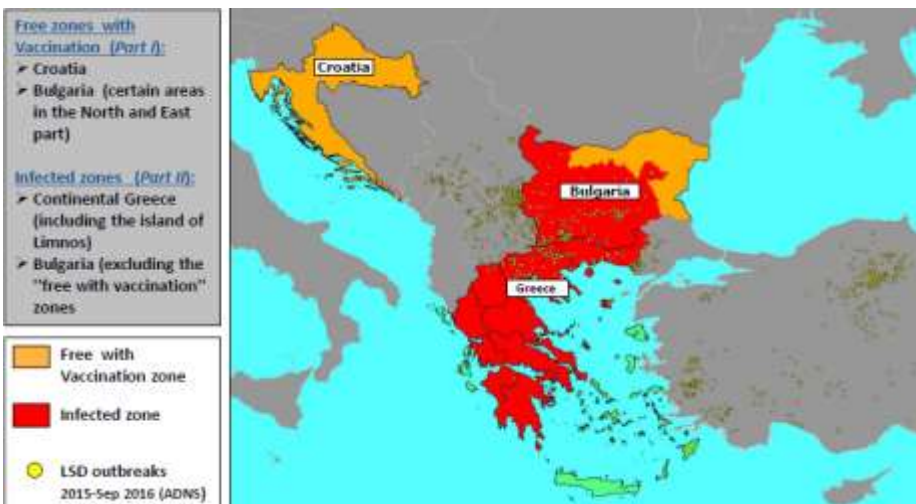 Free zones with
Vaccination (Part I):
➤ Croatia
➤ Bulgaria (certain areas
in the North and East
part)
Infected zones (Part II):
➤ Continental Greece
(including the island of
Limnos)
➤ Bulgaria (excluding the
"free with vaccination"
zones
Free with
Vaccination zone
Infected zone
LSD outbreaks
2015-Sep 2016 (ADNS)
Croatia
Bulgaria
Greece